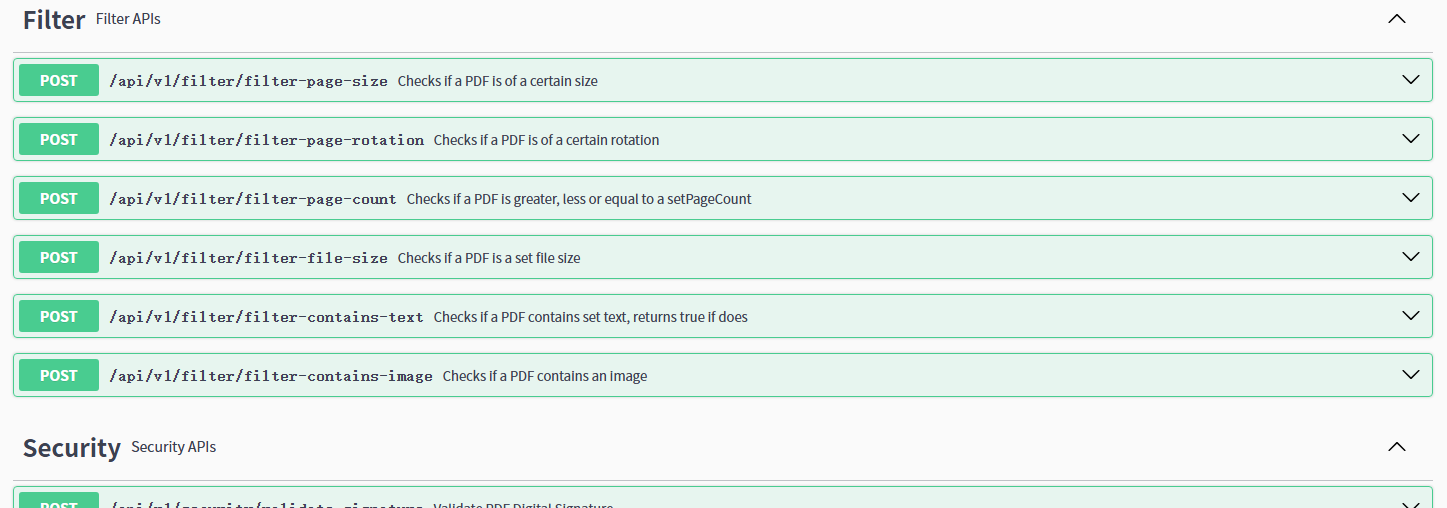 Filter Filter APIs
POST /api/v1/filter/filter-page-size Checks if a PDF is of a certain size
POST /api/v1/filter/filter-page-rotation Checks if a PDF is of a certain rotation
POST /api/v1/filter/filter-page-count Checks if a PDF is greater, less or equal to a setPageCount
POST /api/v1/filter/filter-file-size Checks if a PDF is a set file size
POST /api/v1/filter/filter-contains-text Checks if a PDF contains set text, returns true if does
POST /api/v1/filter/filter-contains-image Checks if a PDF contains an image
Security Security APIs
POST /api/v1/security/validate-signature Validate PDF Digital Signature